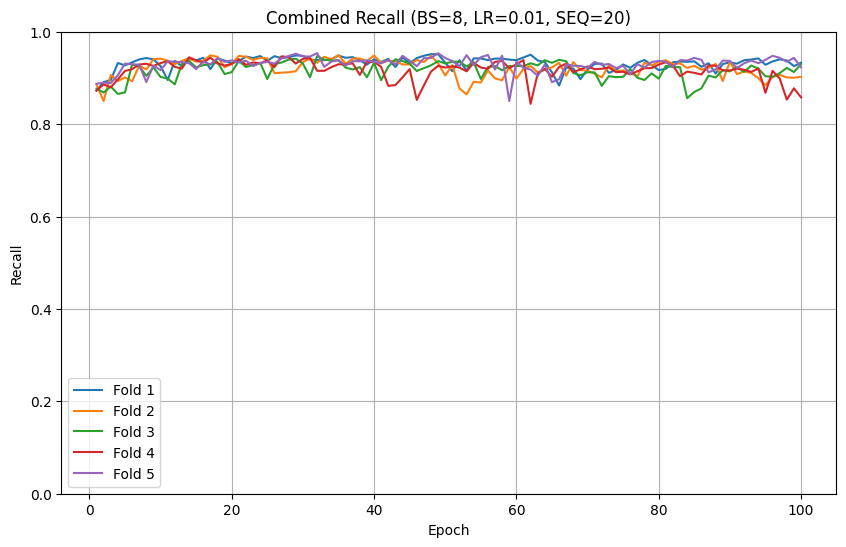 Combined Recall (BS=8, LR=0.01, SEQ=20)
1.0
0.8
0.6
0.4
0.2
0.0
Recall
Fold 1
Fold 2
Fold 3
Fold 4
Fold 5
0 20 40 60 80 100
Epoch